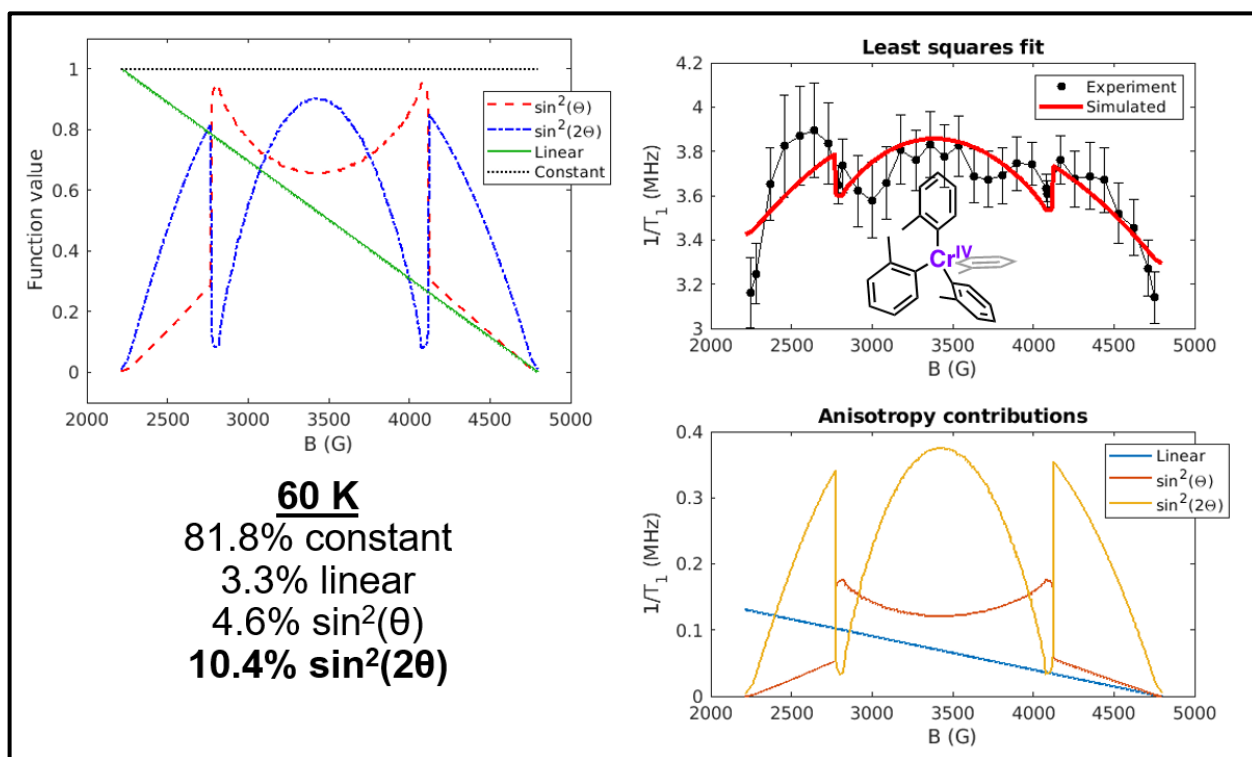 Function value
1
0.8
0.6
0.4
0.2
0
2000 2500 3000 3500 4000 4500 5000
B (G)
sin²(Θ)
sin²(2Θ)
Linear
Constant
60 K
81.8% constant
3.3% linear
4.6% sin²(θ)
10.4% sin²(2θ)
Least squares fit
1/T₁ (MHz)
4.2
4
3.8
3.6
3.4
3.2
3
2000 2500 3000 3500 4000 4500 5000
B (G)
Experiment
Simulated
Crᴵⱽ
Anisotropy contributions
1/T₁ (MHz)
0.4
0.3
0.2
0.1
0
2000 2500 3000 3500 4000 4500 5000
B (G)
Linear
sin²(Θ)
sin²(2Θ)